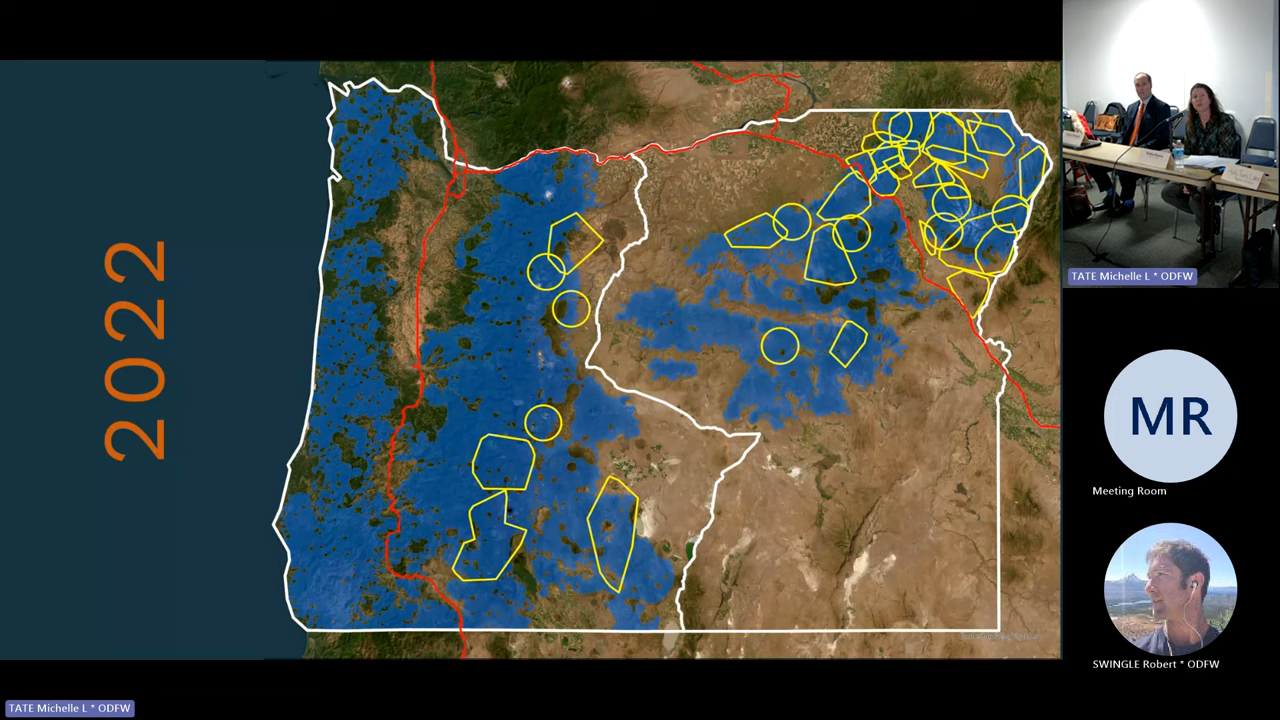 2022
TATE Michelle L * ODFW
MR
Meeting Room
SWINGLE Robert * ODFW
TATE Michelle L * ODFW